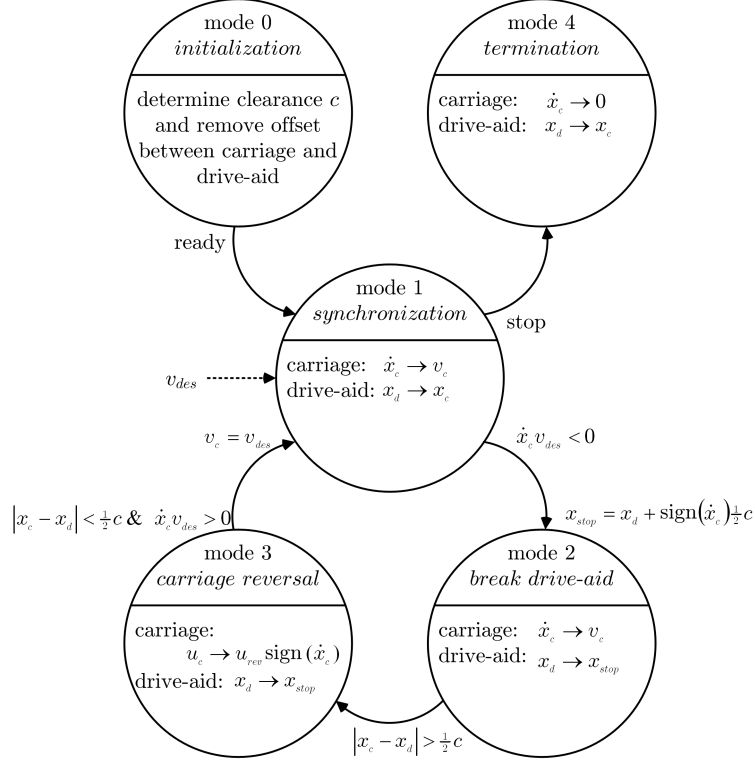 mode 0
initialization
determine clearance c
and remove offset
between carriage and
drive-aid
mode 4
termination
carriage: ẋ_c → 0
drive-aid: x_d → x_c
ready
stop
mode 1
synchronization
carriage: ẋ_c → v_c
drive-aid: x_d → x_c
v_des
v_c = v_des
ẋ_c v_des < 0
|x_c − x_d| < ½c & ẋ_c v_des > 0
x_stop = x_d + sign(ẋ_c)½c
mode 3
carriage reversal
carriage:
u_c → u_rev sign (ẋ_c)
drive-aid: x_d → x_stop
mode 2
break drive-aid
carriage: ẋ_c → v_c
drive-aid: x_d → x_stop
|x_c − x_d| > ½c